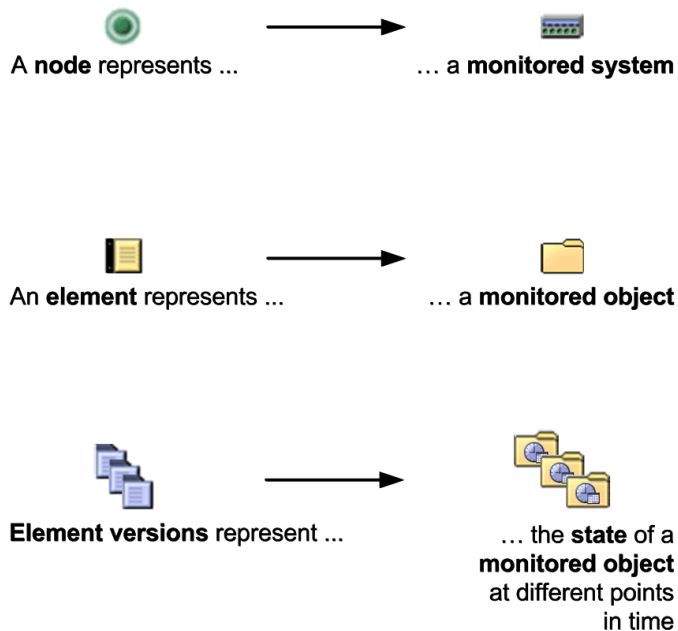 A node represents ...
… a monitored system
An element represents ...
… a monitored object
Element versions represent ...
… the state of a
monitored object
at different points
in time